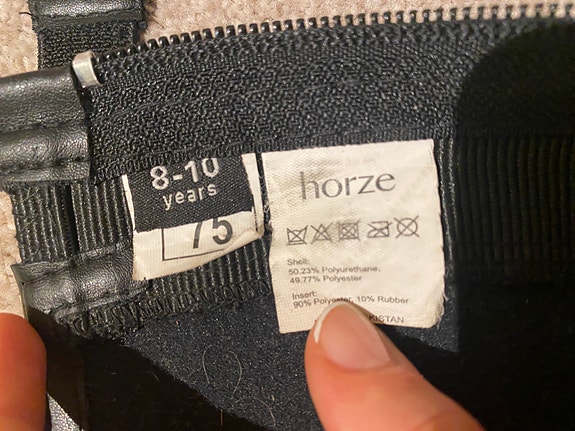 8-10
years
75
horze
Shell:
50.23% Polyurethane,
49.77% Polyester
Insert:
90% Polyester, 10% Rubber